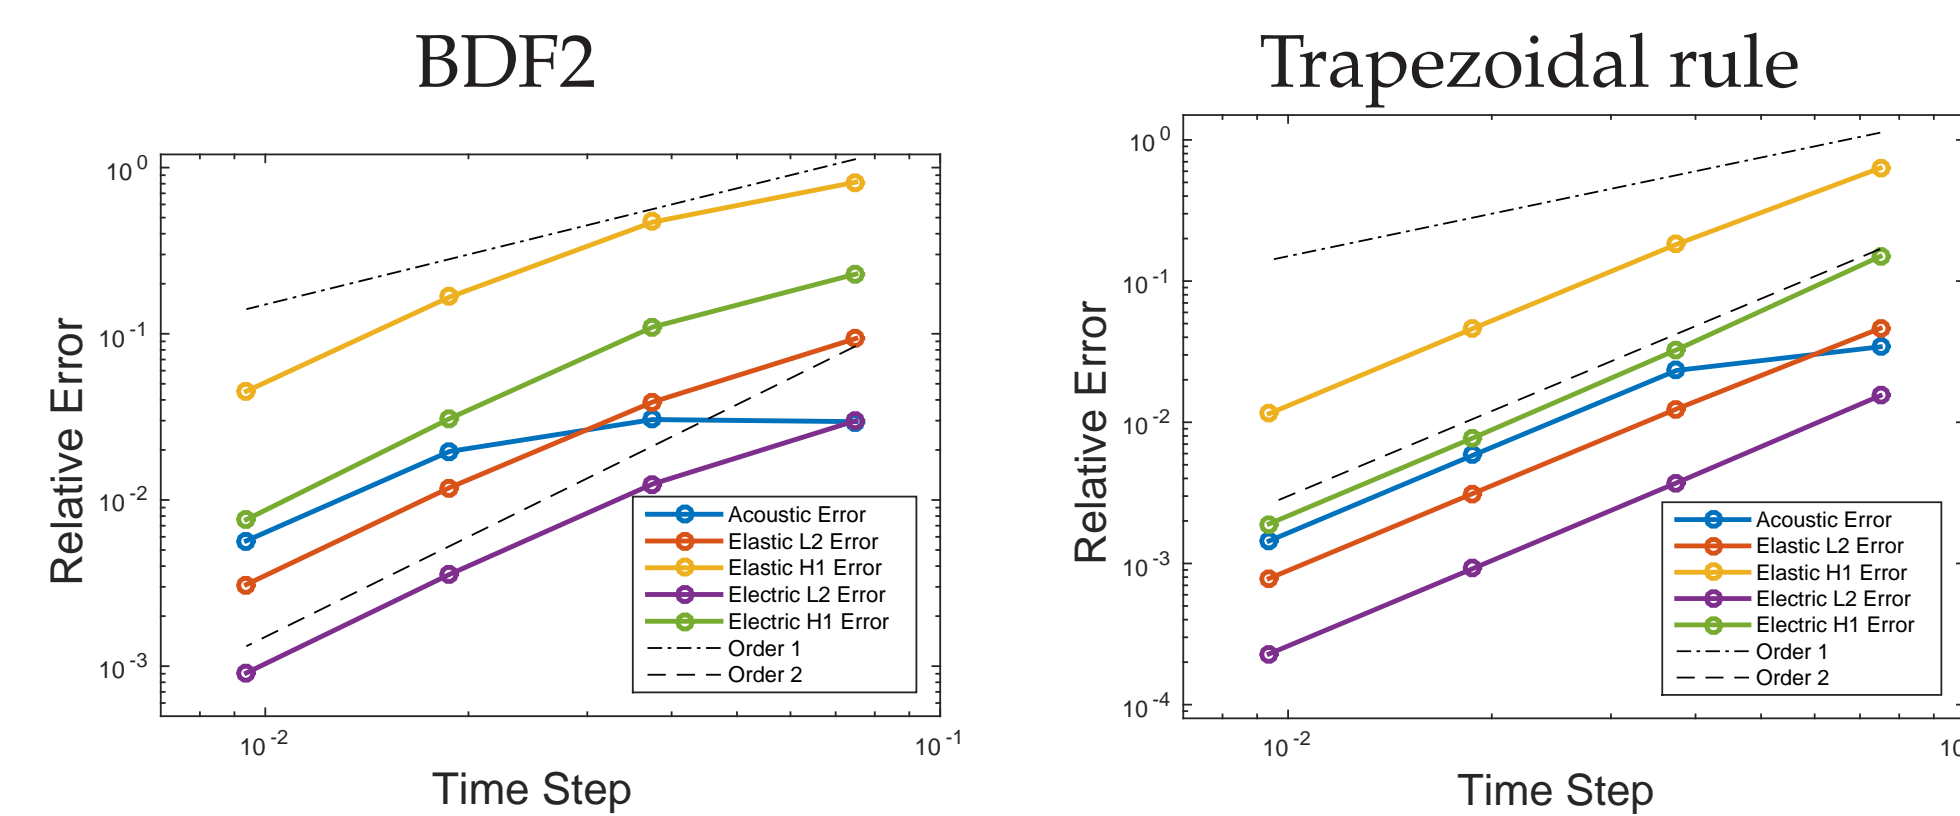 BDF2
Relative Error
10^0
10^-1
10^-2
10^-3
10^-2
10^-1
Time Step
Acoustic Error
Elastic L2 Error
Elastic H1 Error
Electric L2 Error
Electric H1 Error
Order 1
Order 2
Trapezoidal rule
Relative Error
10^0
10^-1
10^-2
10^-3
10^-4
10^-2
Time Step
Acoustic Error
Elastic L2 Error
Elastic H1 Error
Electric L2 Error
Electric H1 Error
Order 1
Order 2